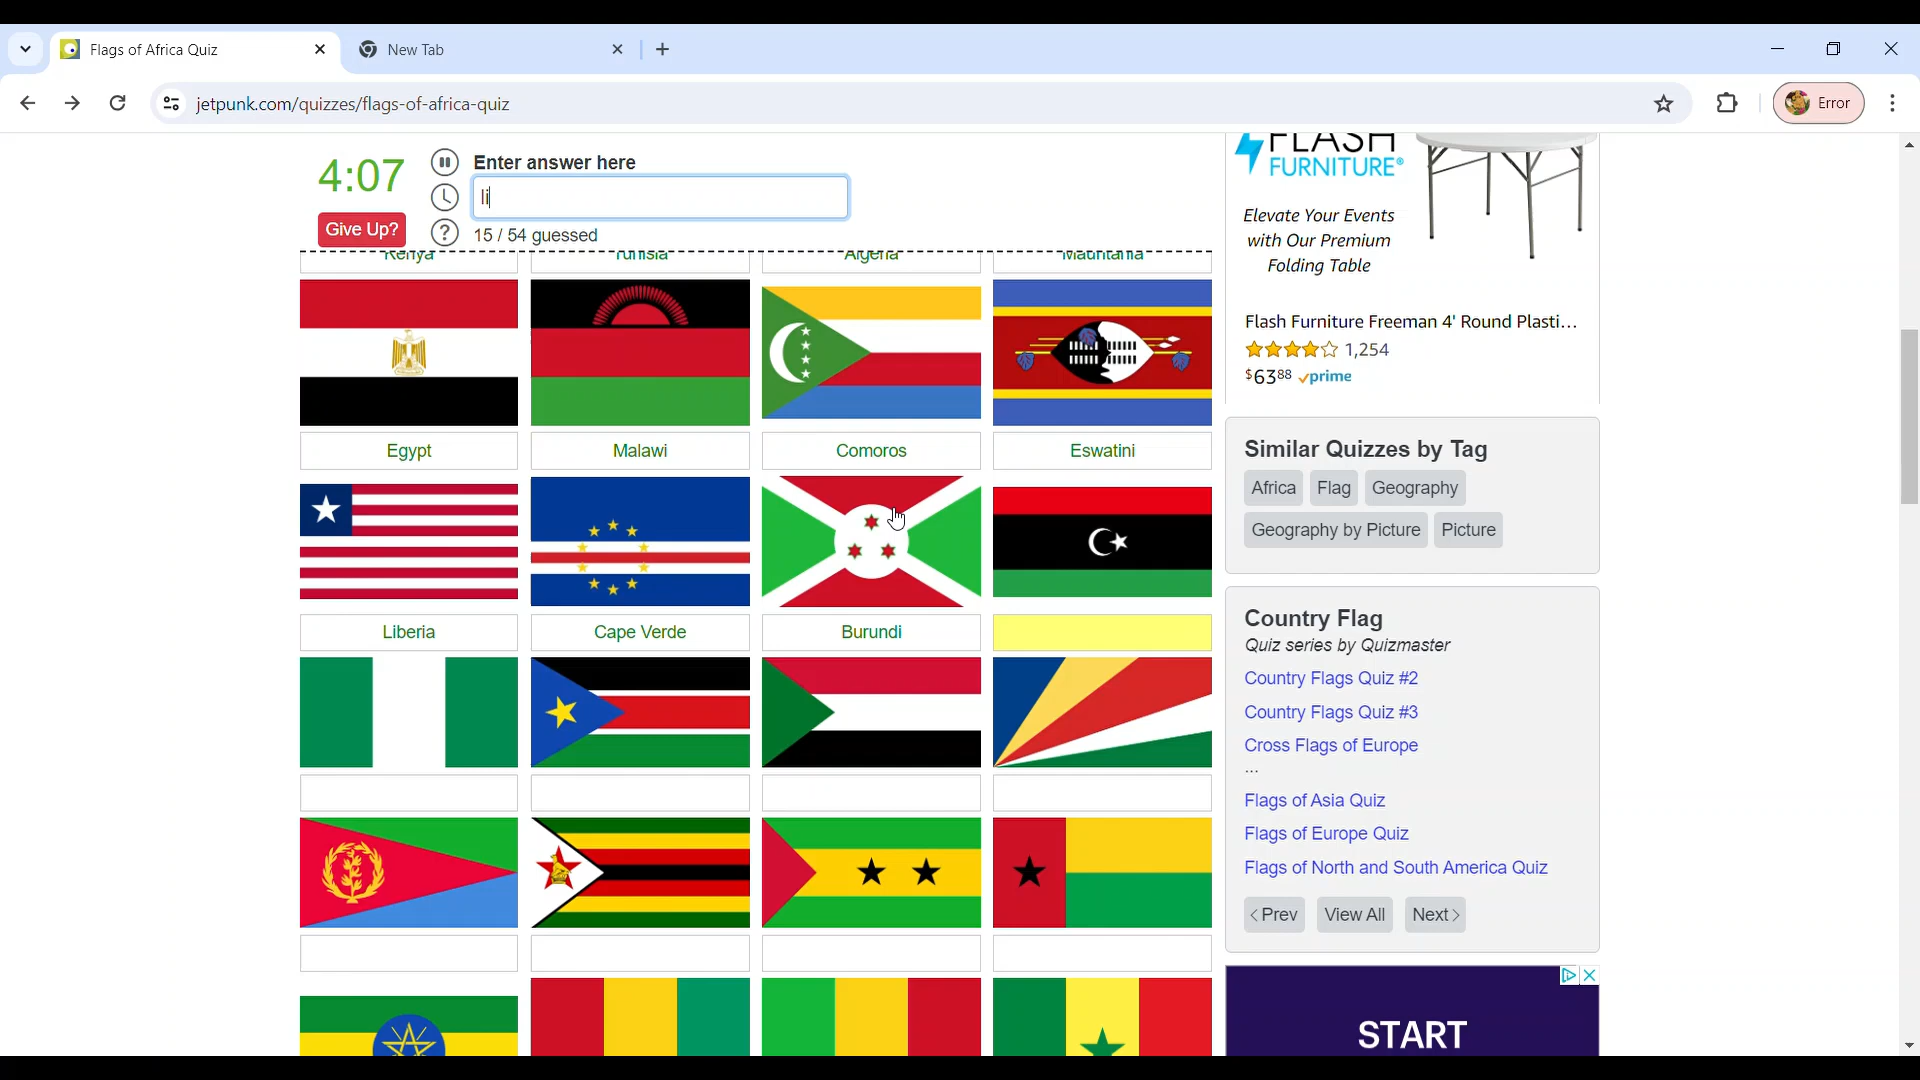 Flags of Africa Quiz
New Tab
jetpunk.com/quizzes/flags-of-africa-quiz
Error
4:07
Enter answer here
li
Give Up?
15 / 54 guessed
Kenya
Tunisia
Algeria
Mauritania
Egypt
Malawi
Comoros
Eswatini
Liberia
Cape Verde
Burundi
FLASH
FURNITURE®
Elevate Your Events
with Our Premium
Folding Table
Flash Furniture Freeman 4' Round Plasti...
1,254
$6388 prime
Similar Quizzes by Tag
Africa
Flag
Geography
Geography by Picture
Picture
Country Flag
Quiz series by Quizmaster
Country Flags Quiz #2
Country Flags Quiz #3
Cross Flags of Europe
...
Flags of Asia Quiz
Flags of Europe Quiz
Flags of North and South America Quiz
Prev
View All
Next
START